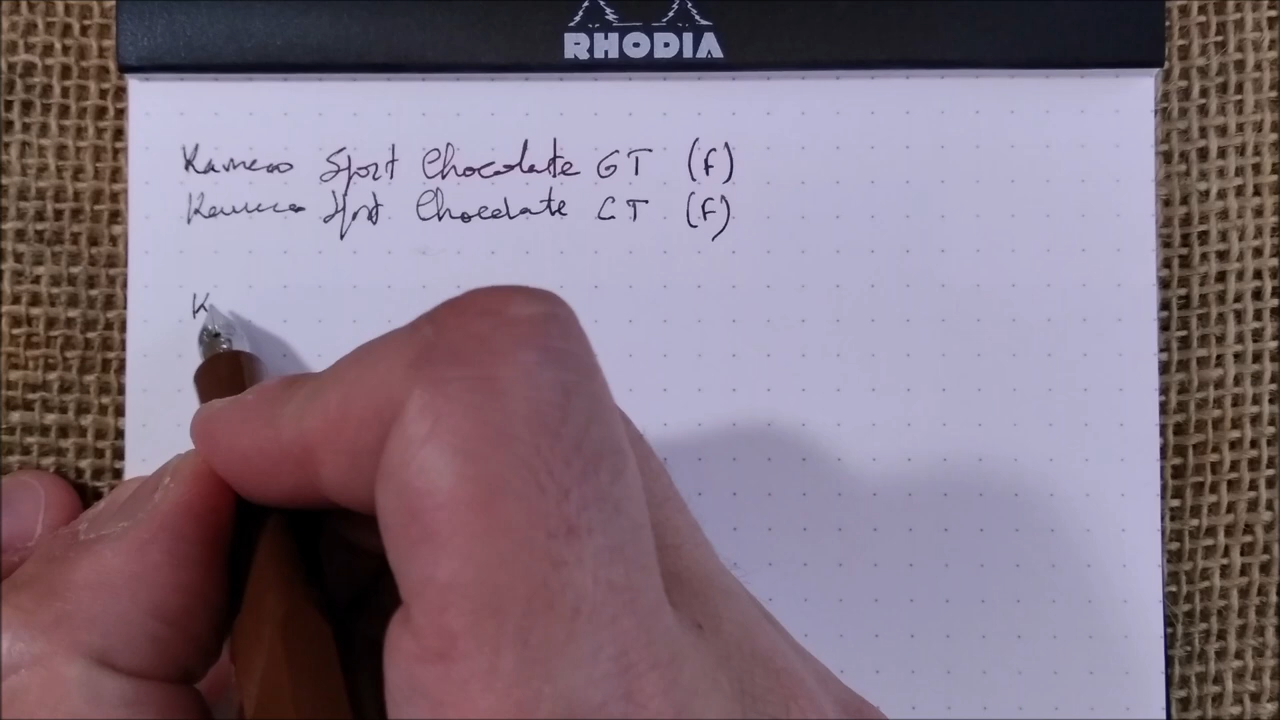 RHODIA
Kaweco Sport Chocolate GT (F)
Kaweco Sport Chocolate CT (F)
K